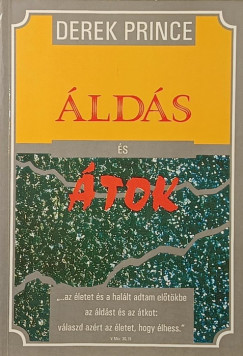 DEREK PRINCE
ÁLDÁS
ÉS
ÁTOK
„...az életet és a halált adtam előtökbe
az áldást és az átkot:
válaszd azért az életet, hogy élhess."